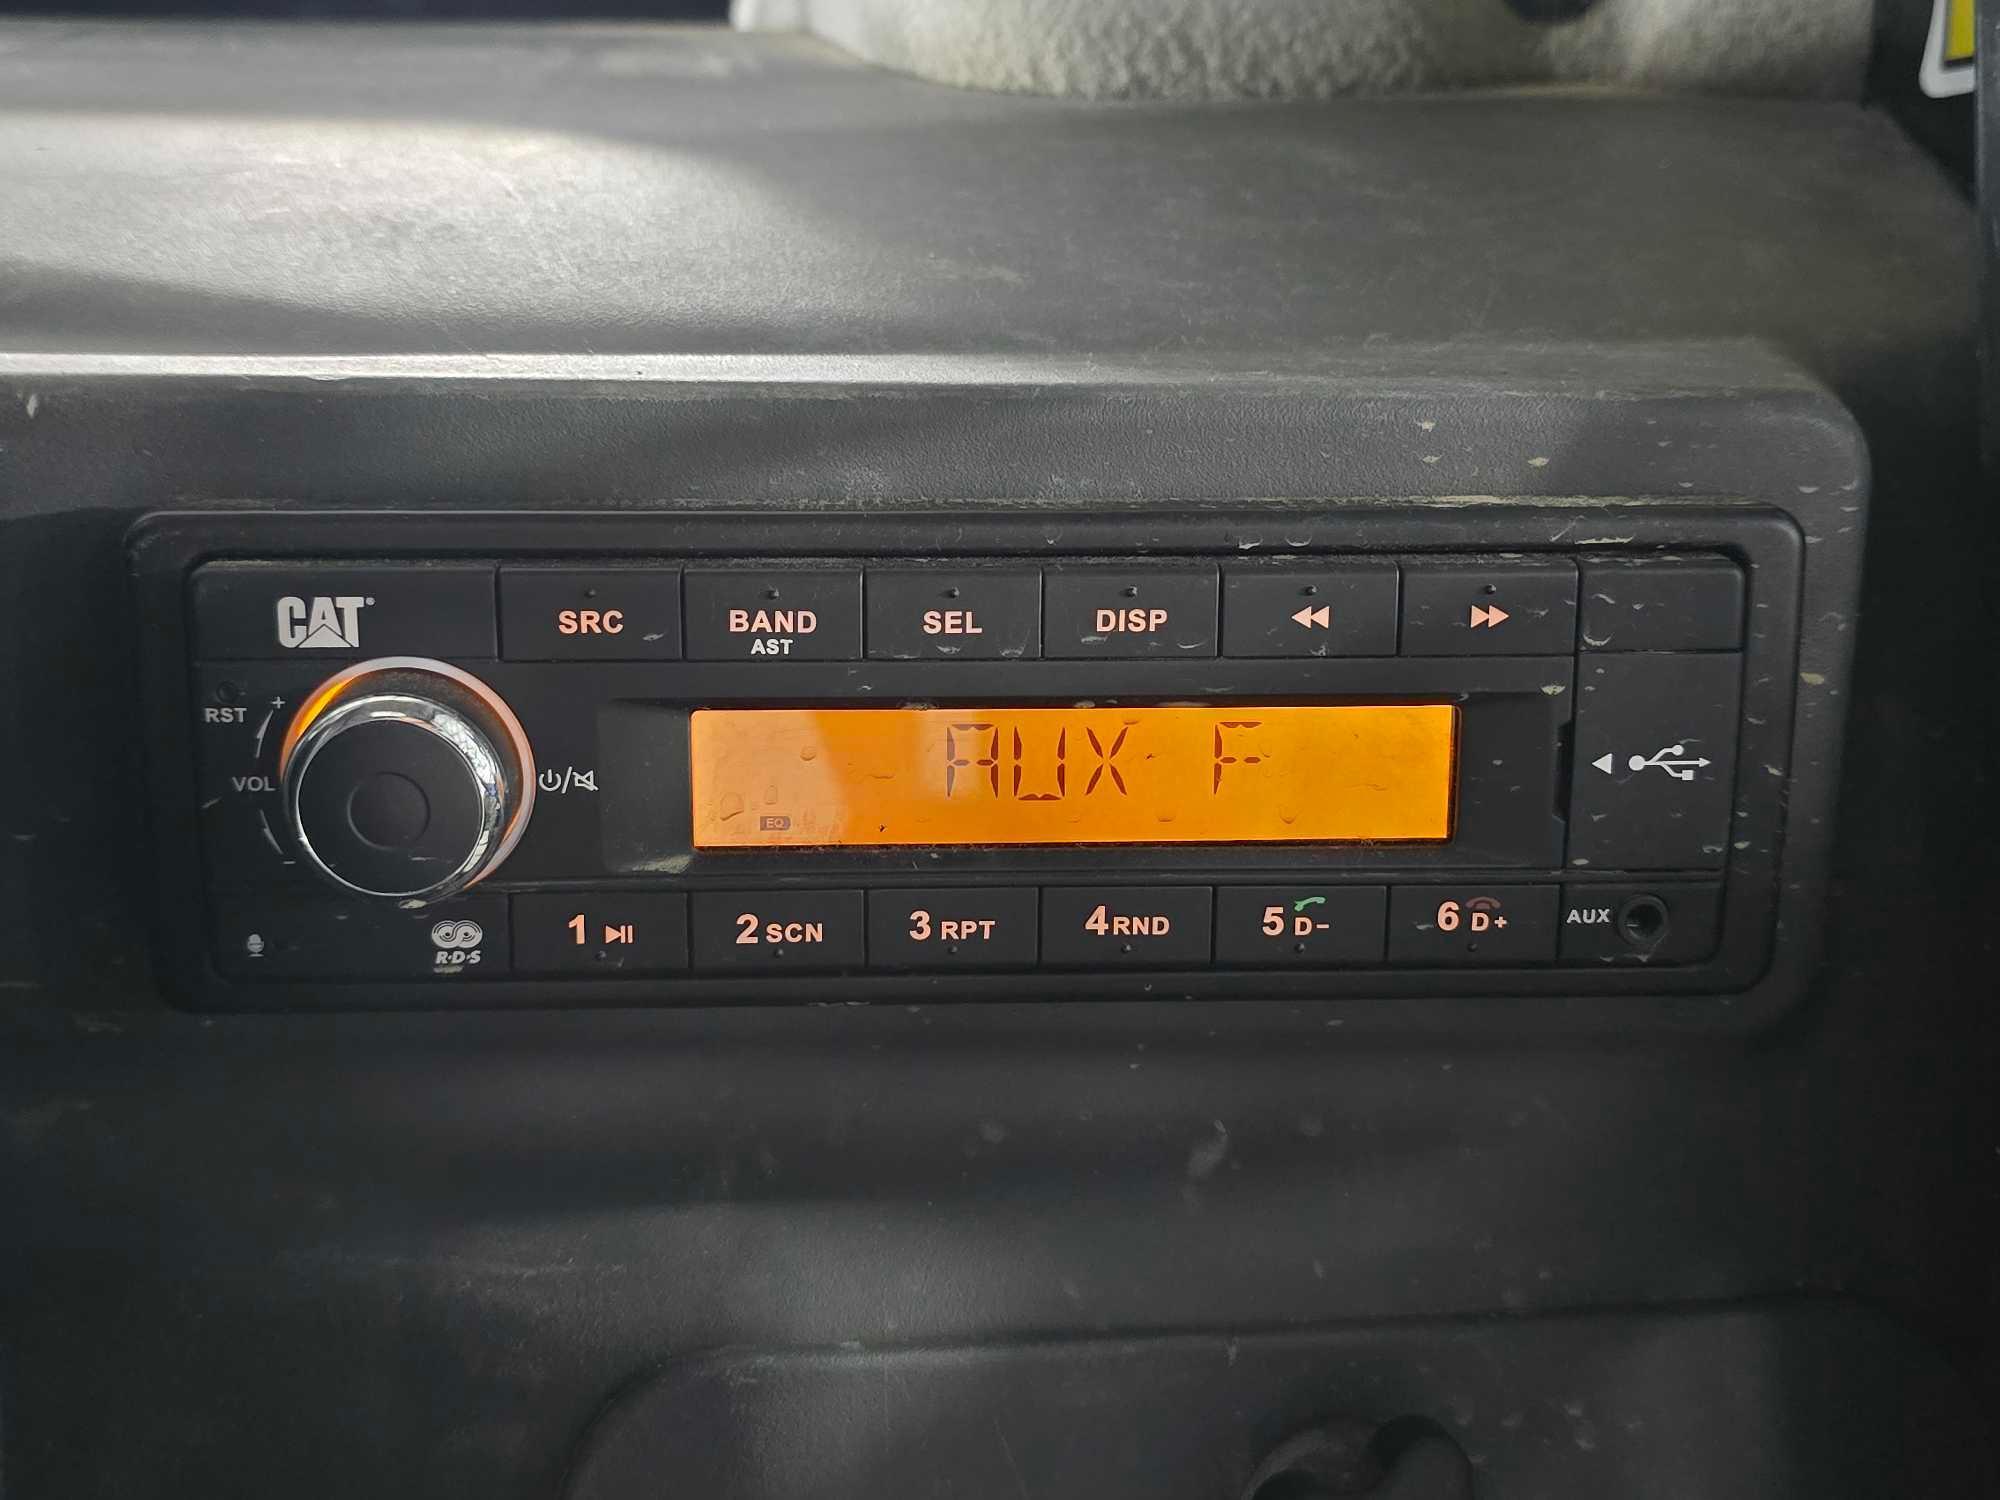 CAT®
SRC
BAND
AST
SEL
DISP
RST
+
VOL
-
AUX F
EQ
R·D·S
1
2 SCN
3 RPT
4 RND
5 D-
6 D+
AUX